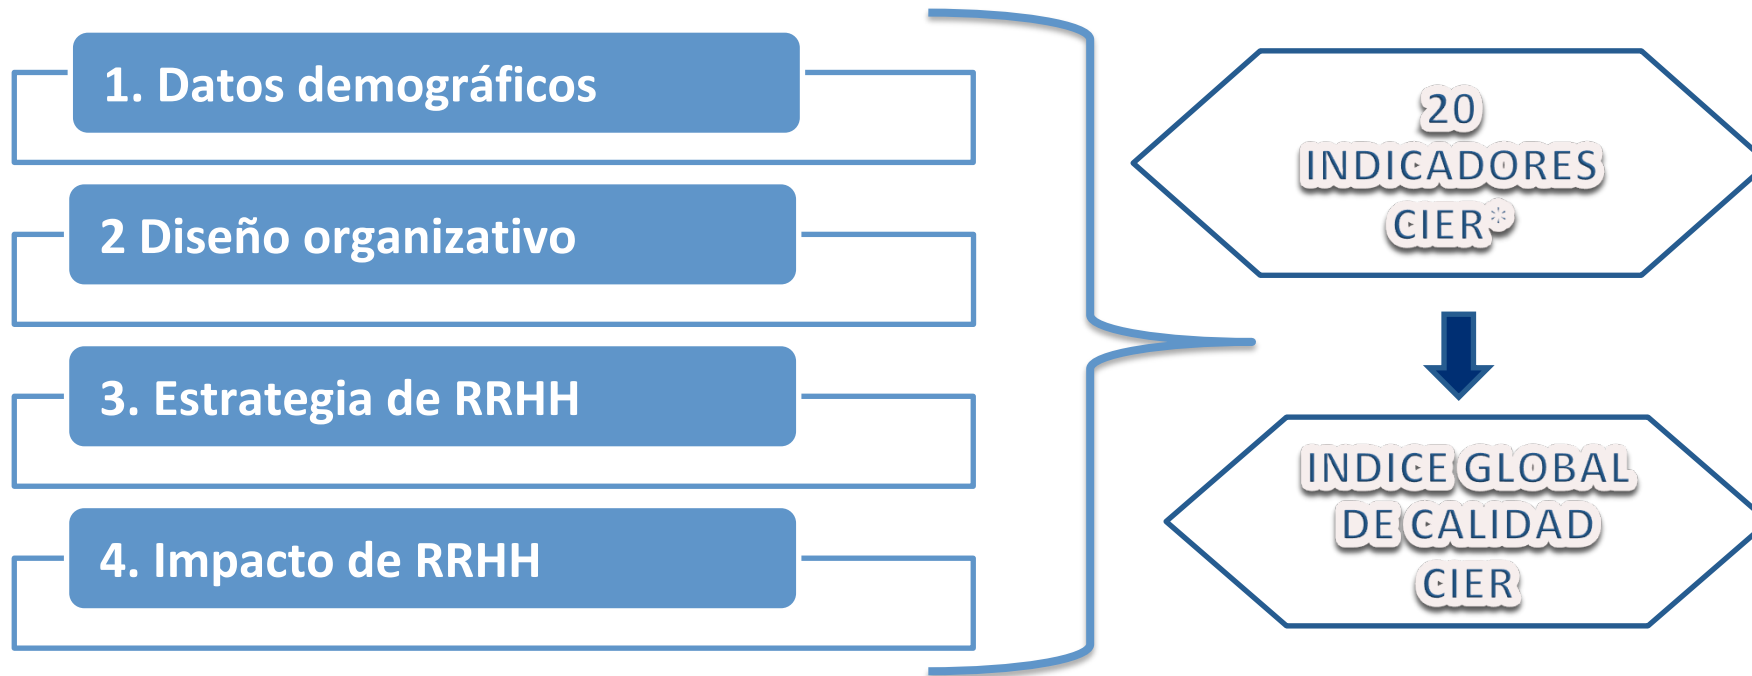 1. Datos demográficos
2 Diseño organizativo
3. Estrategia de RRHH
4. Impacto de RRHH
20
INDICADORES
CIER*
INDICE GLOBAL
DE CALIDAD
CIER